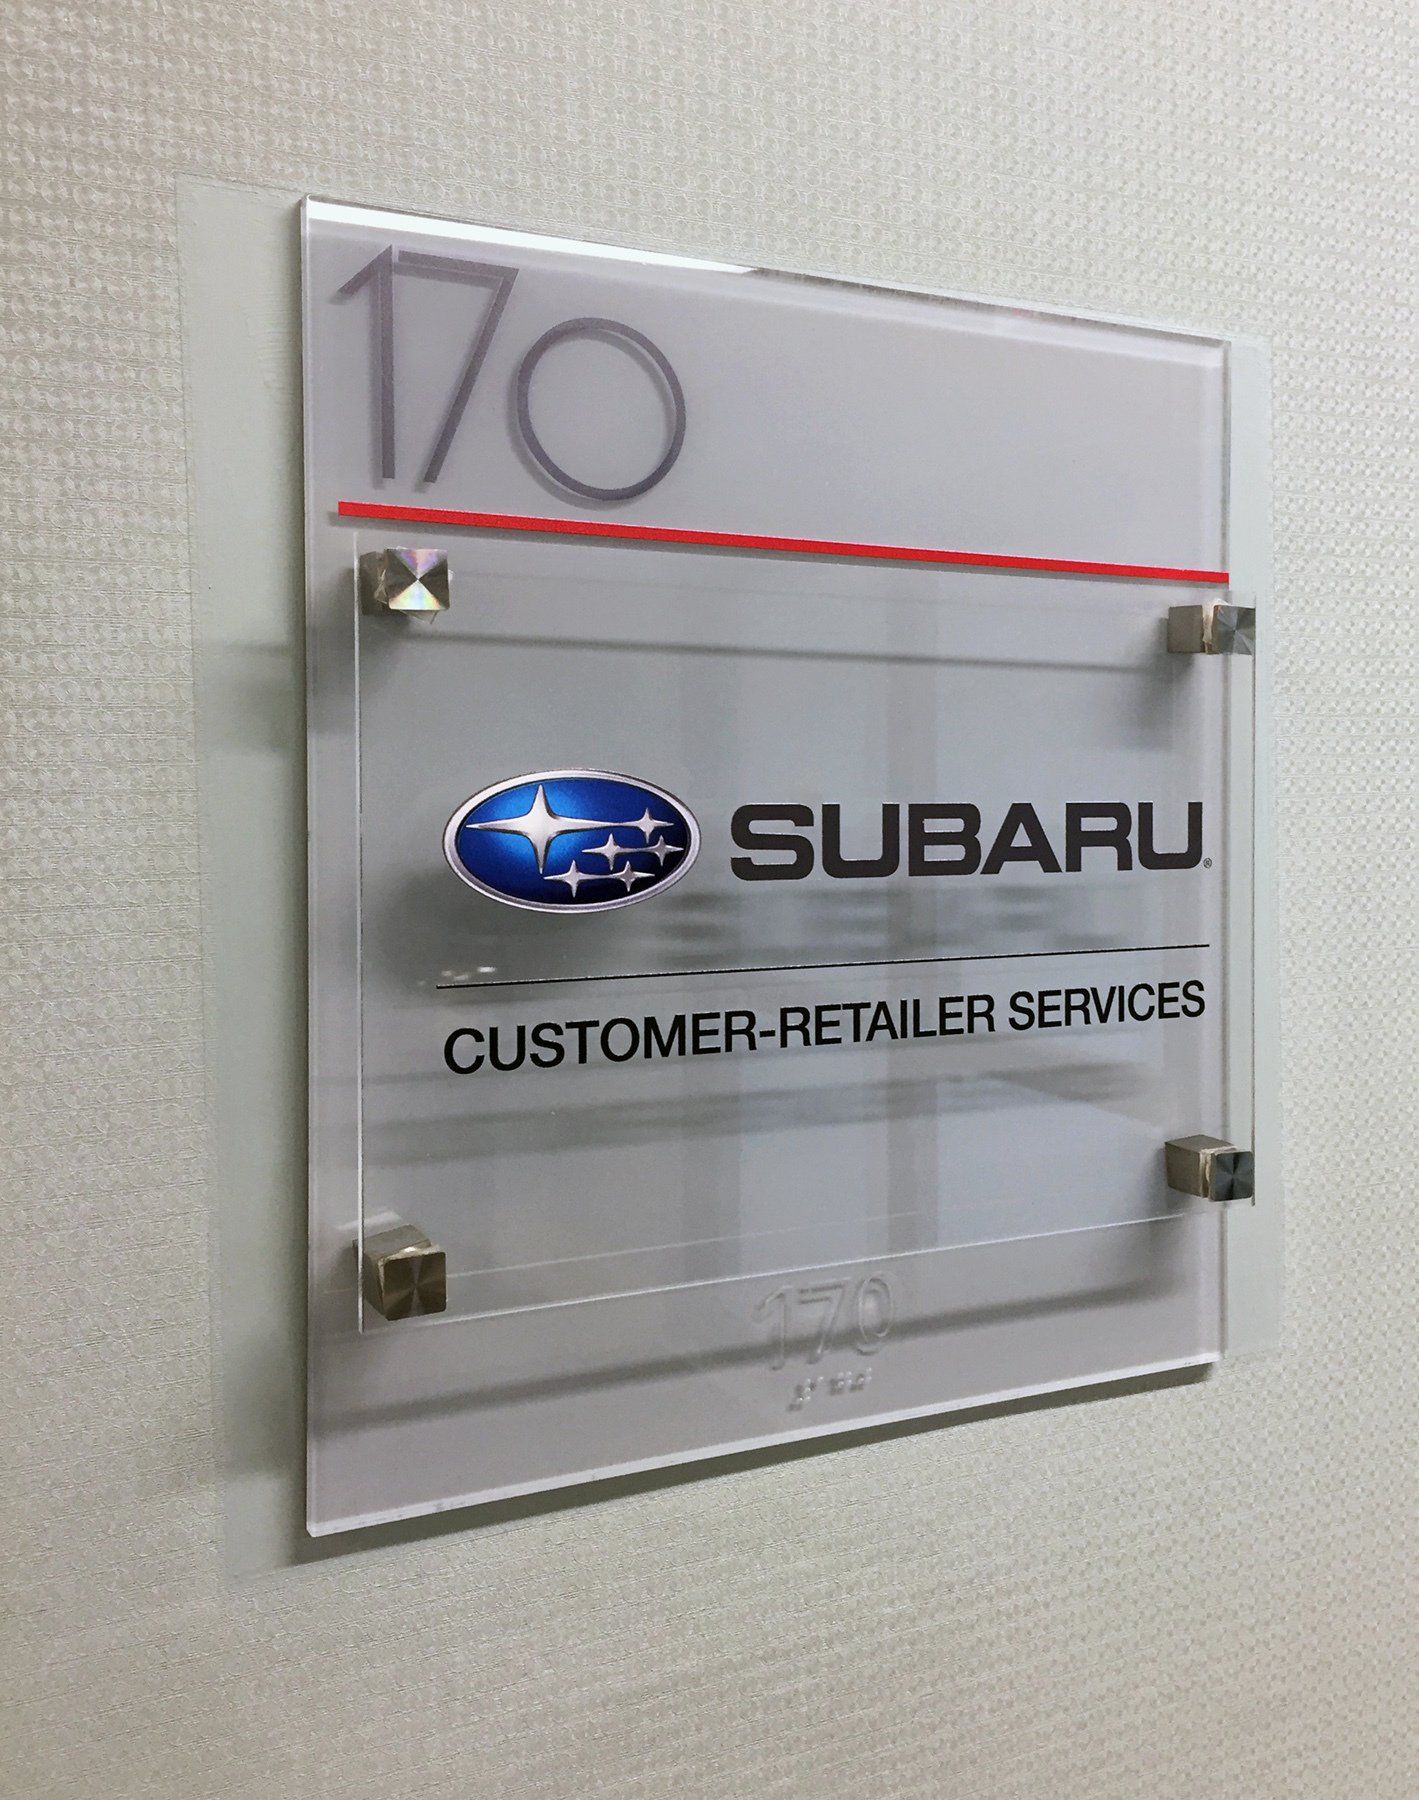 170
SUBARU®
CUSTOMER-RETAILER SERVICES
170